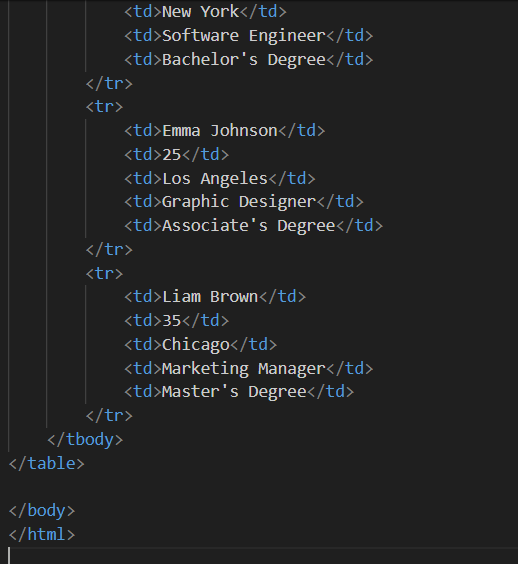 <td>New York</td>
<td>Software Engineer</td>
<td>Bachelor's Degree</td>
</tr>
<tr>
<td>Emma Johnson</td>
<td>25</td>
<td>Los Angeles</td>
<td>Graphic Designer</td>
<td>Associate's Degree</td>
</tr>
<tr>
<td>Liam Brown</td>
<td>35</td>
<td>Chicago</td>
<td>Marketing Manager</td>
<td>Master's Degree</td>
</tr>
</tbody>
</table>
</body>
</html>